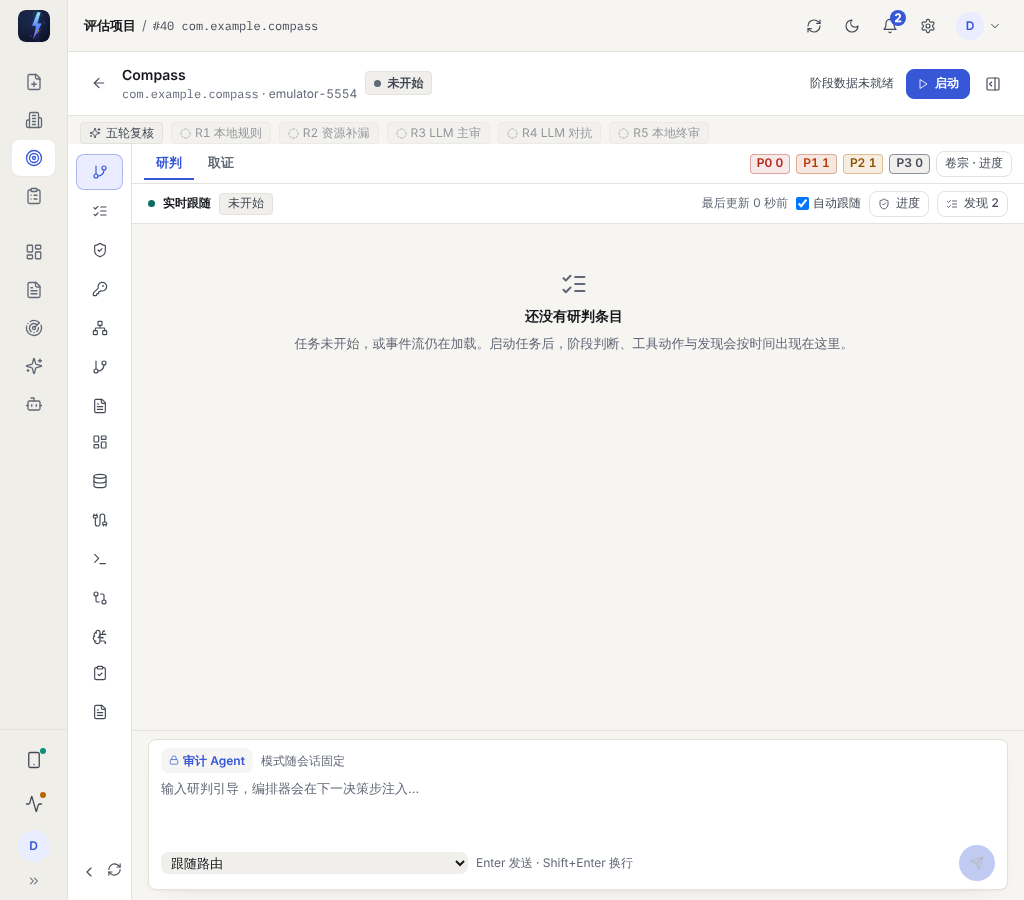 评估项目 / #40 com.example.compass
2
D
Compass
com.example.compass · emulator-5554
未开始
阶段数据未就绪
启动
五轮复核
R1 本地规则
R2 资源补漏
R3 LLM 主审
R4 LLM 对抗
R5 本地终审
研判
取证
P0 0
P1 1
P2 1
P3 0
卷宗 · 进度
实时跟随
未开始
最后更新 0 秒前
自动跟随
进度
发现 2
还没有研判条目
任务未开始，或事件流仍在加载。启动任务后，阶段判断、工具动作与发现会按时间出现在这里。
审计 Agent
模式随会话固定
输入研判引导，编排器会在下一决策步注入...
跟随路由
Enter 发送 · Shift+Enter 换行
D